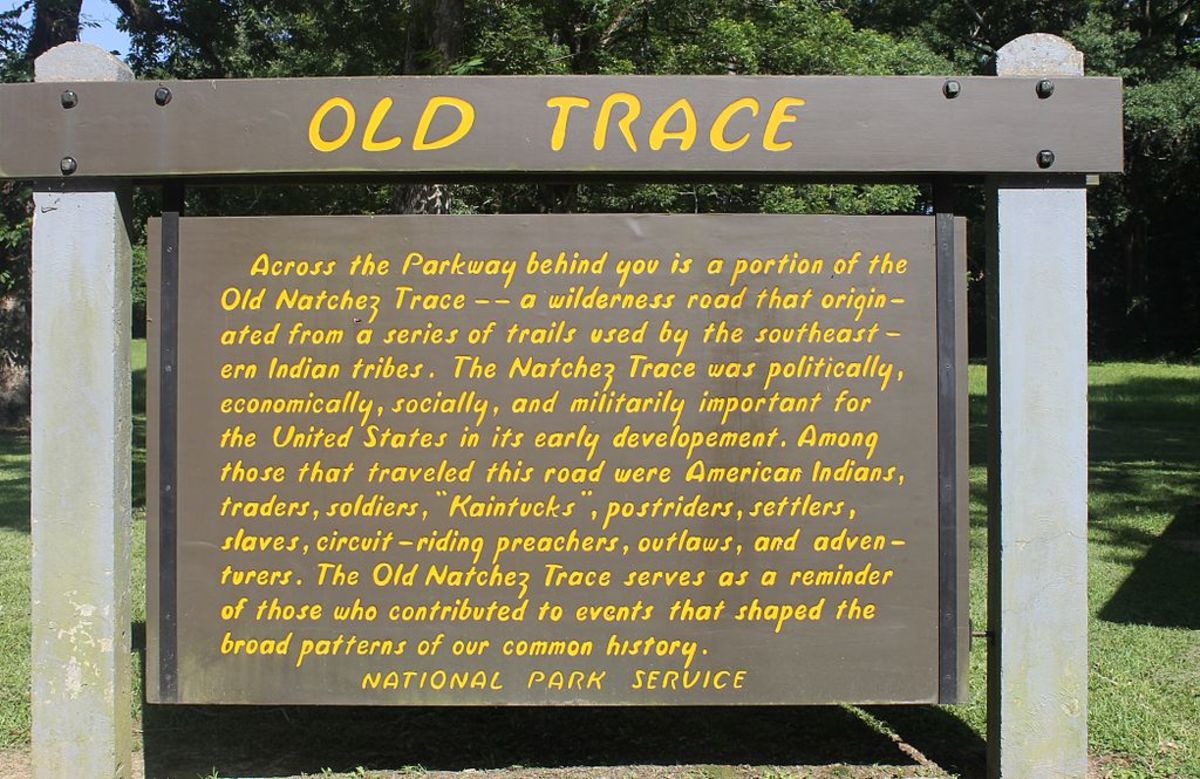 OLD TRACE
Across the Parkway behind you is a portion of the
Old Natchez Trace -- a wilderness road that origin-
ated from a series of trails used by the southeast-
ern Indian tribes. The Natchez Trace was politically,
economically, socially, and militarily important for
the United States in its early developement. Among
those that traveled this road were American Indians,
traders, soldiers, "Kaintucks", postriders, settlers,
slaves, circuit-riding preachers, outlaws, and adven-
turers. The Old Natchez Trace serves as a reminder
of those who contributed to events that shaped the
broad patterns of our common history.
NATIONAL PARK SERVICE